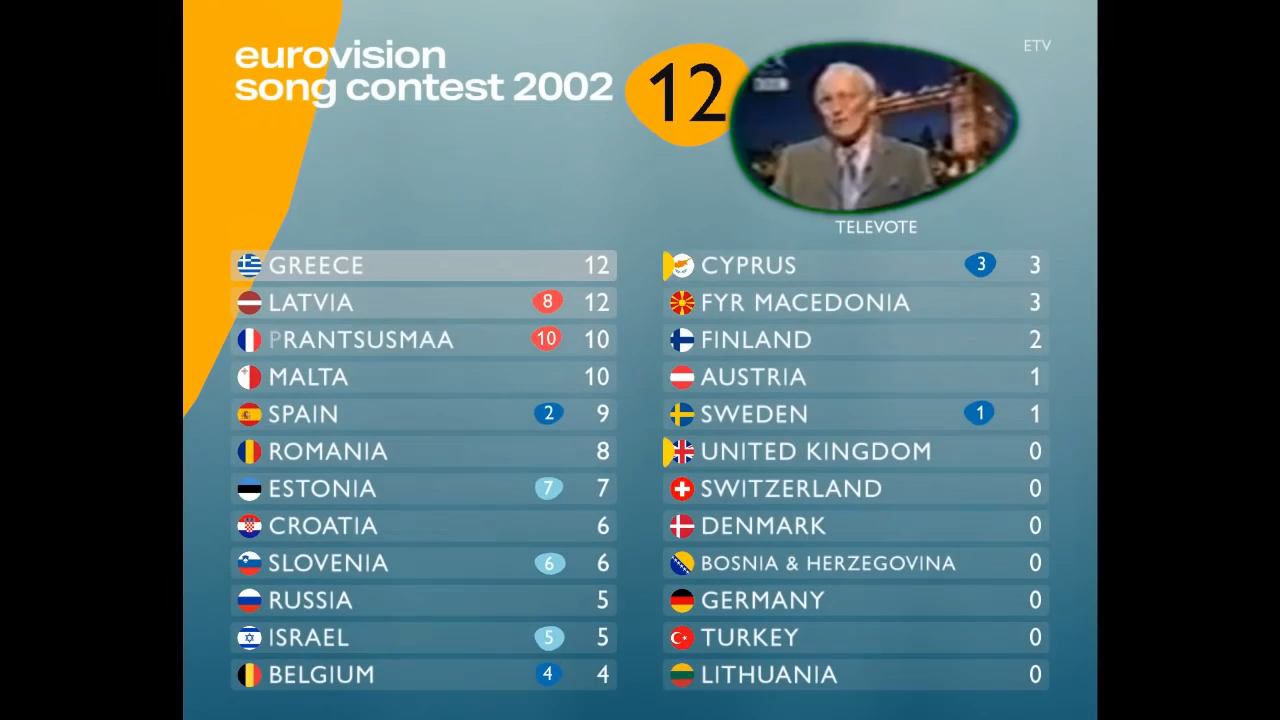 eurovision
song contest 2002
12
ETV
TELEVOTE
GREECE 12
LATVIA 8 12
PRANTSUSMAA 10 10
MALTA 10
SPAIN 2 9
ROMANIA 8
ESTONIA 7 7
CROATIA 6
SLOVENIA 6 6
RUSSIA 5
ISRAEL 5 5
BELGIUM 4 4
CYPRUS 3 3
FYR MACEDONIA 3
FINLAND 2
AUSTRIA 1
SWEDEN 1 1
UNITED KINGDOM 0
SWITZERLAND 0
DENMARK 0
BOSNIA & HERZEGOVINA 0
GERMANY 0
TURKEY 0
LITHUANIA 0